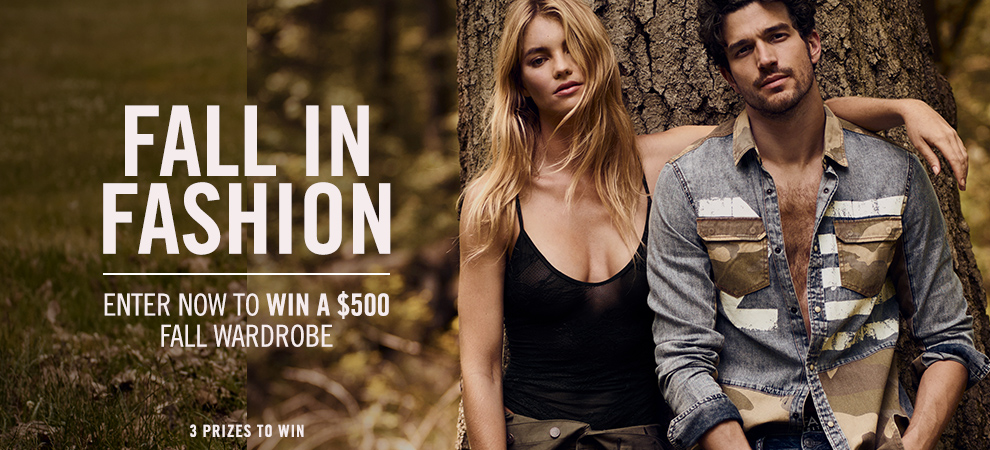 FALL IN
FASHION
ENTER NOW TO WIN A $500
FALL WARDROBE
3 PRIZES TO WIN